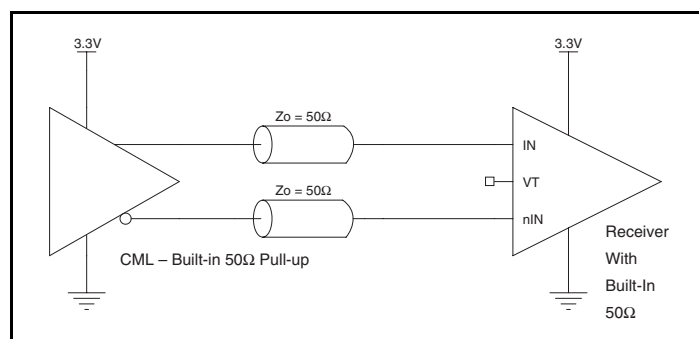 3.3V
3.3V
Zo = 50Ω
IN
VT
Zo = 50Ω
nIN
CML – Built-in 50Ω Pull-up
Receiver
With
Built-In
50Ω